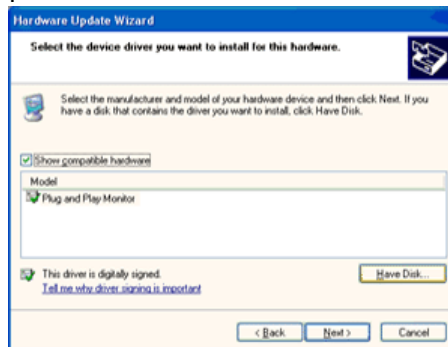 Hardware Update Wizard
Select the device driver you want to install for this hardware.
Select the manufacturer and model of your hardware device and then click Next. If you
have a disk that contains the driver you want to install, click Have Disk.
Show compatible hardware
Model
Plug and Play Monitor
This driver is digitally signed.
Have Disk...
Tell me why driver signing is important
< Back
Next >
Cancel